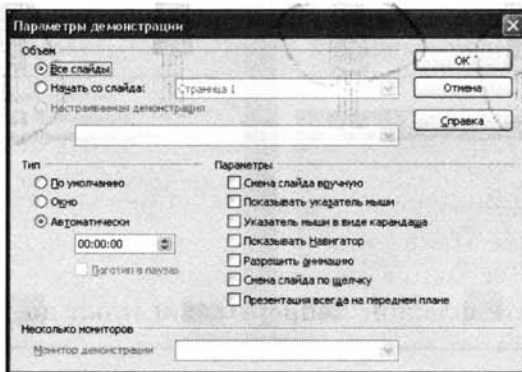 Параметры демонстрации
Объем
Все слайды
Начать со слайда: Страница 1
Настраиваемая демонстрация
OK
Отмена
Справка
Тип
По умолчанию
Окно
Автоматически
00:00:00
Логотип в паузах
Параметры
Смена слайда вручную
Показывать указатель мыши
Указатель мыши в виде карандаша
Показывать Навигатор
Разрешить анимацию
Смена слайда по щелчку
Презентация всегда на переднем плане
Несколько мониторов
Монитор демонстрации